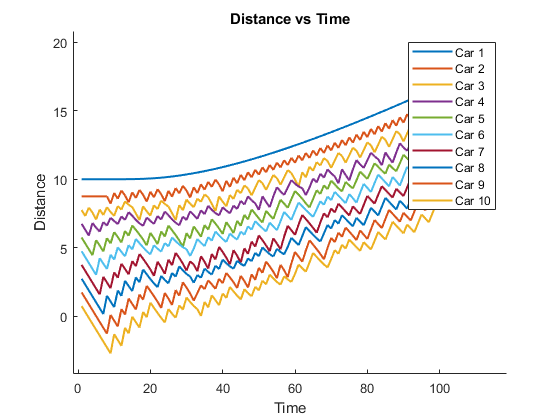 Distance vs Time
20
15
10
5
0
Distance
0
20
40
60
80
100
Time
Car 1
Car 2
Car 3
Car 4
Car 5
Car 6
Car 7
Car 8
Car 9
Car 10